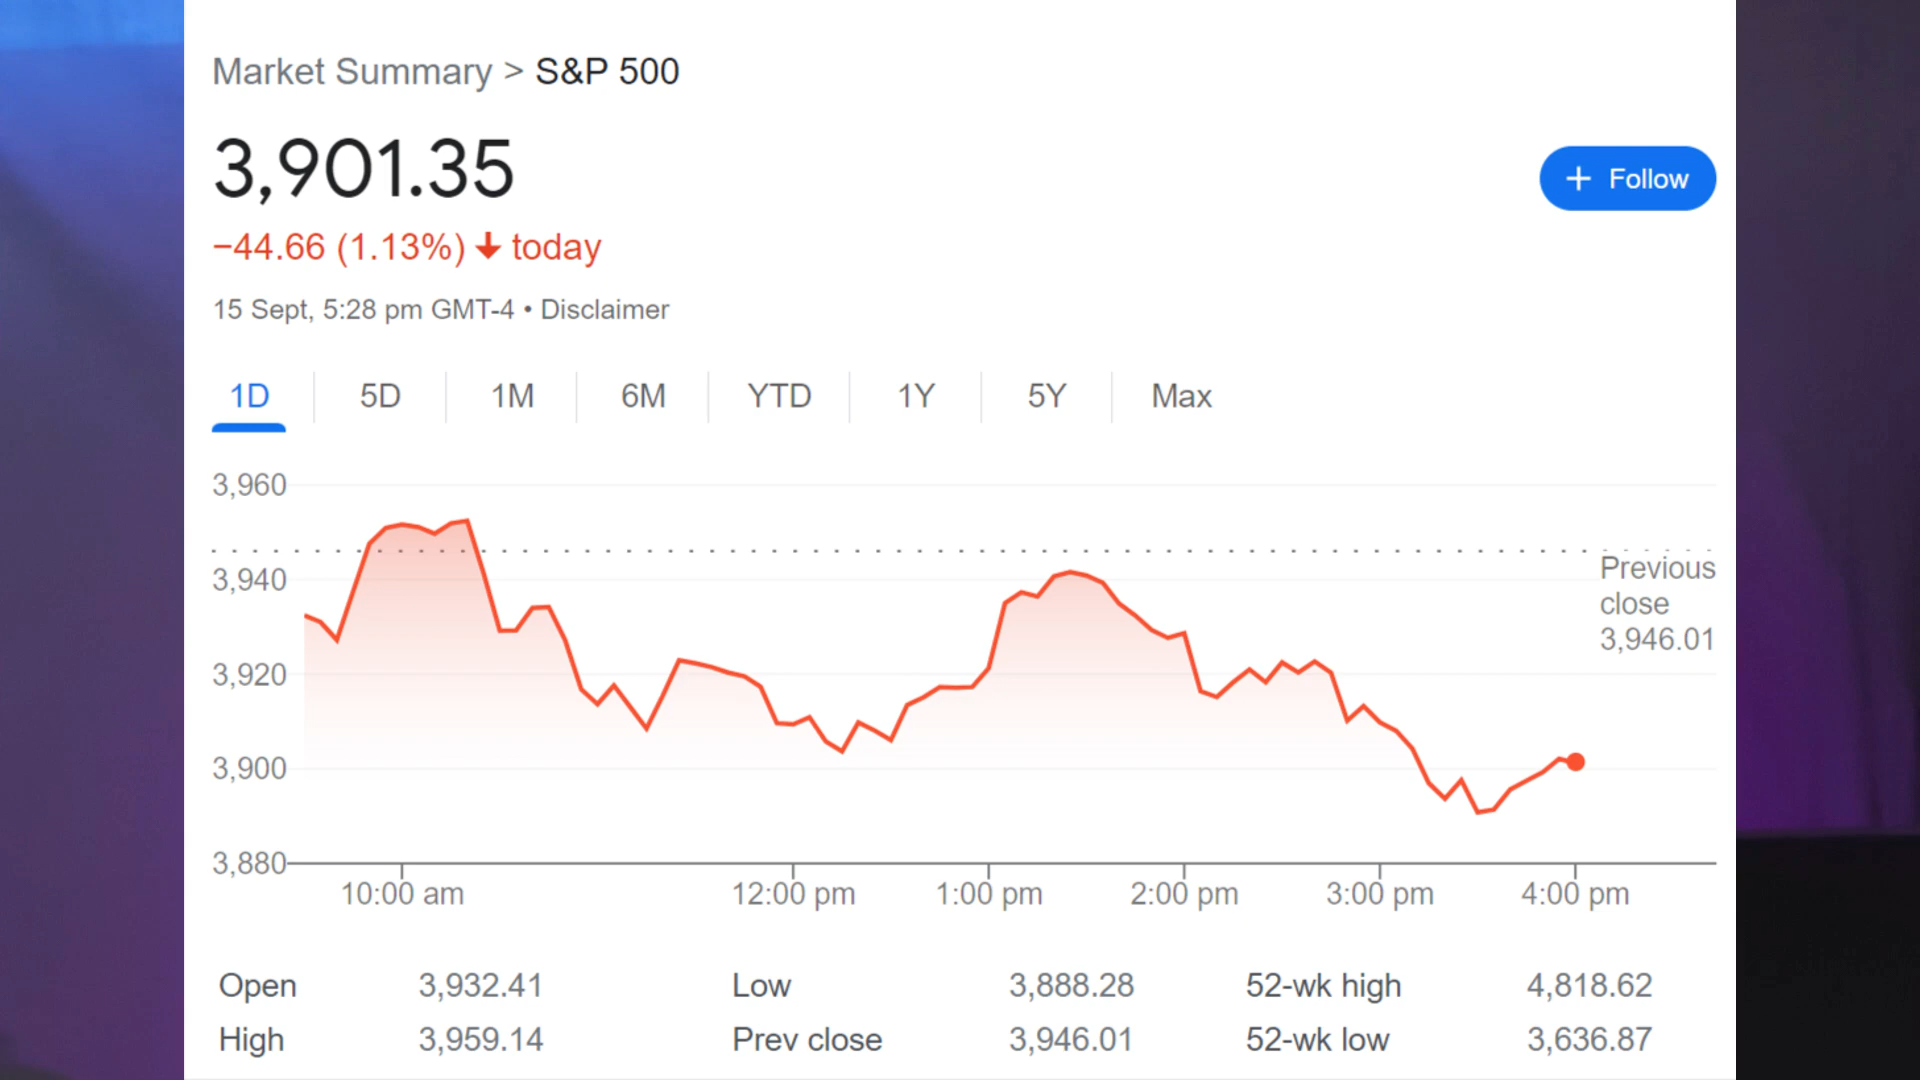 Market Summary > S&P 500
3,901.35
+ Follow
−44.66 (1.13%) ↓ today
15 Sept, 5:28 pm GMT-4 • Disclaimer
1D 5D 1M 6M YTD 1Y 5Y Max
3,960
3,940
3,920
3,900
3,880
Previous
close
3,946.01
10:00 am 12:00 pm 1:00 pm 2:00 pm 3:00 pm 4:00 pm
Open 3,932.41 Low 3,888.28 52-wk high 4,818.62
High 3,959.14 Prev close 3,946.01 52-wk low 3,636.87